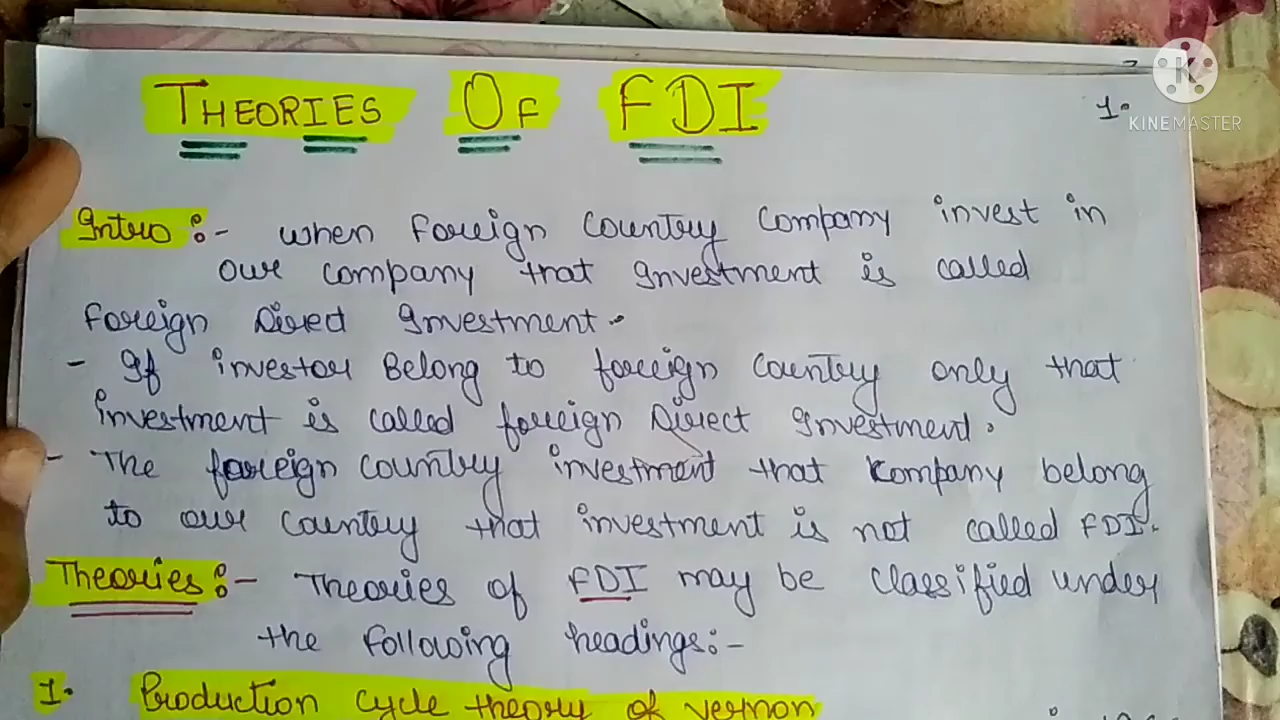 THEORIES OF FDI
1.
KINEMASTER
Intro :- When foreign Country Company invest in
our company that Investment is called
foreign Direct Investment.
- If investor Belong to foreign Country only that
investment is called foreign Direct Investment.
- The foreign country investment that Company belong
to our Country that investment is not called FDI.
Theories :- Theories of FDI may be classified under
the following headings:-
1. Production cycle theory of vernon